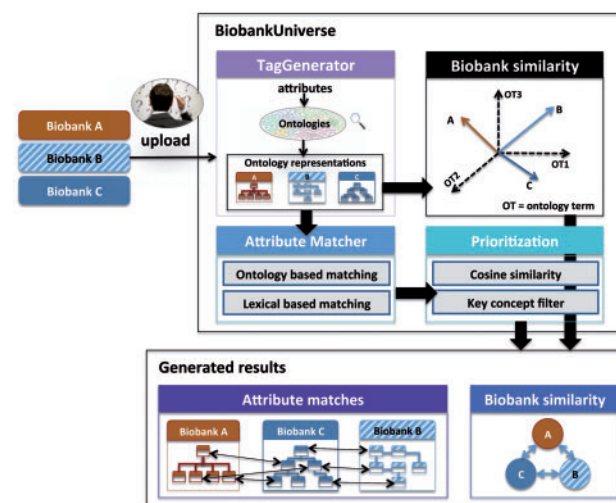 BiobankUniverse
TagGenerator
attributes
Ontologies
Ontology representations
A
B
C
Biobank A
Biobank B
Biobank C
upload
Biobank similarity
OT3
A
B
OT1
OT2
C
OT = ontology term
Attribute Matcher
Ontology based matching
Lexical based matching
Prioritization
Cosine similarity
Key concept filter
Generated results
Attribute matches
Biobank A
Biobank C
Biobank B
Biobank similarity
A
C
B